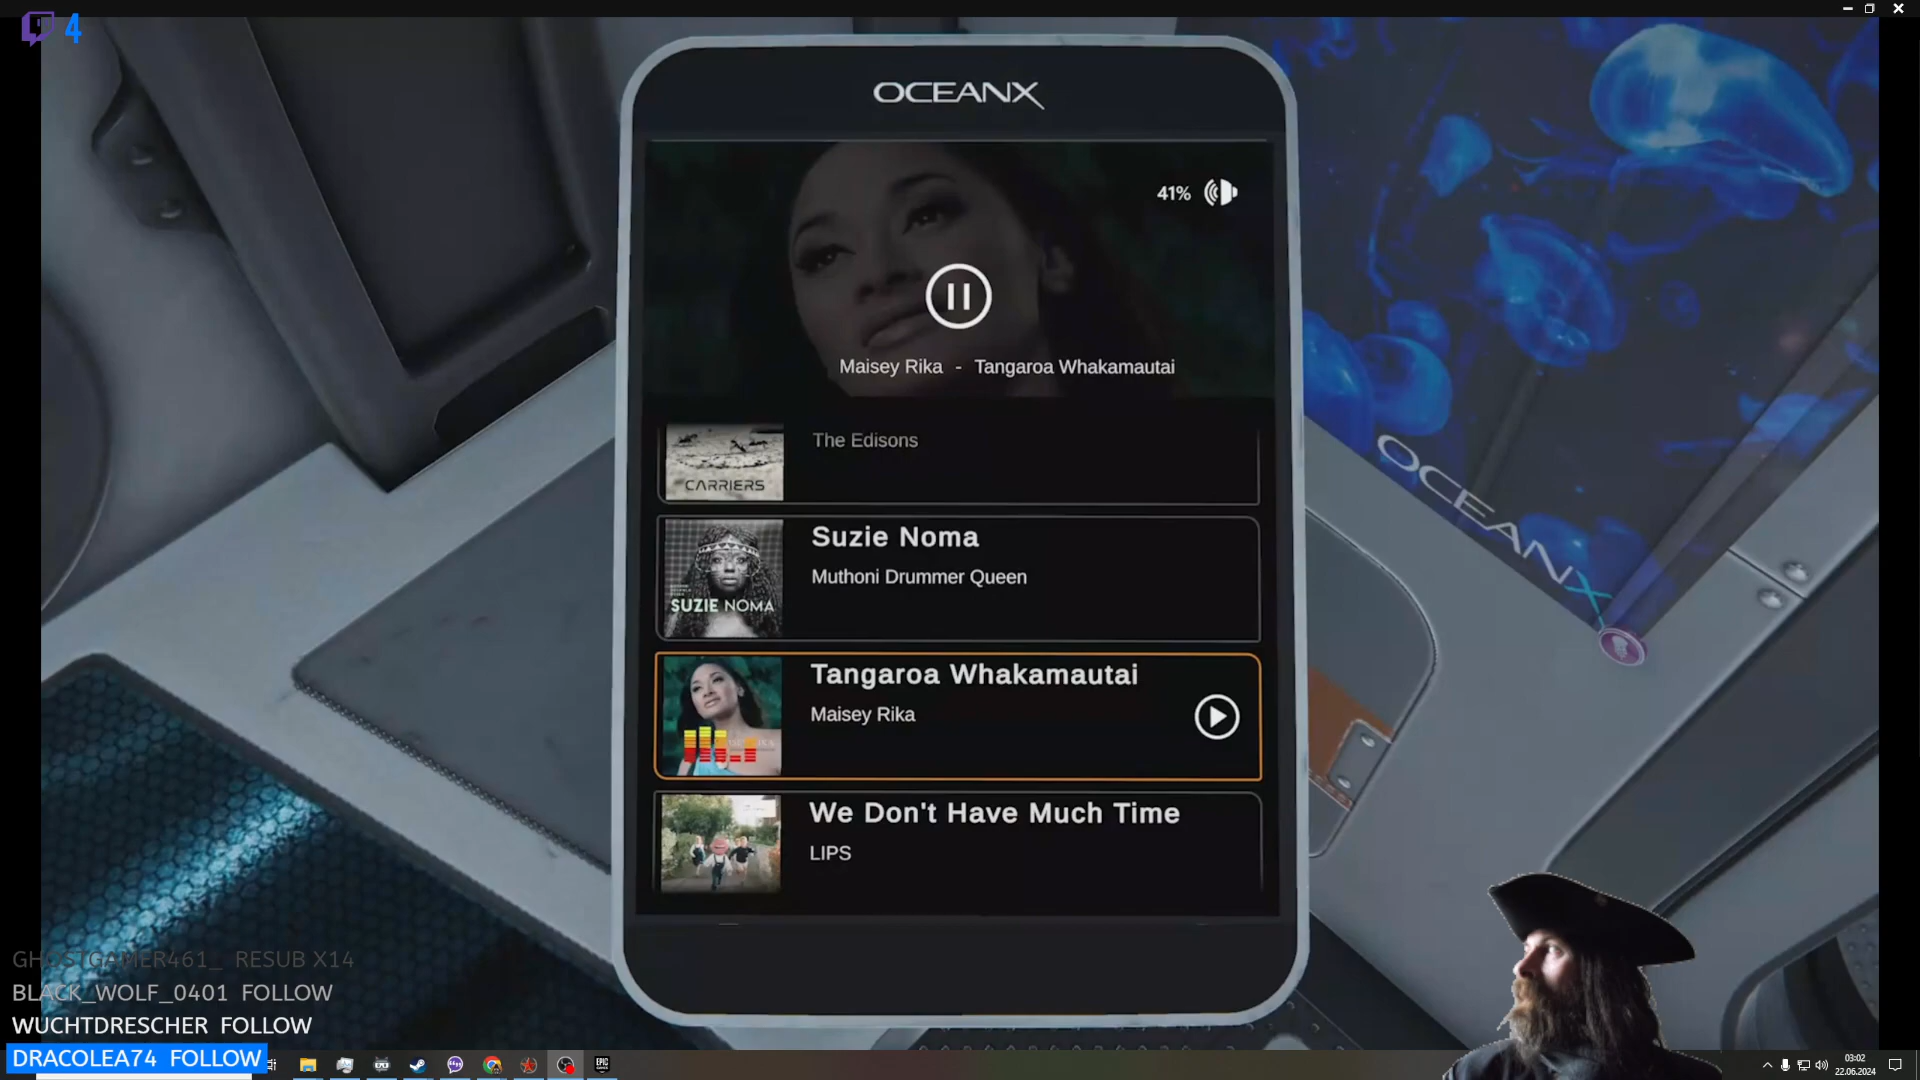 4
OCEANX
41%
Maisey Rika - Tangaroa Whakamautai
The Edisons
CARRIERS
Suzie Noma
Muthoni Drummer Queen
SUZIE NOMA
Tangaroa Whakamautai
Maisey Rika
We Don't Have Much Time
LIPS
OCEANX
GHOSTGAMER461_ RESUB X14
BLACK_WOLF_0401 FOLLOW
WUCHTDRESCHER FOLLOW
DRACOLEA74 FOLLOW
EPIC
03:02
22.06.2024